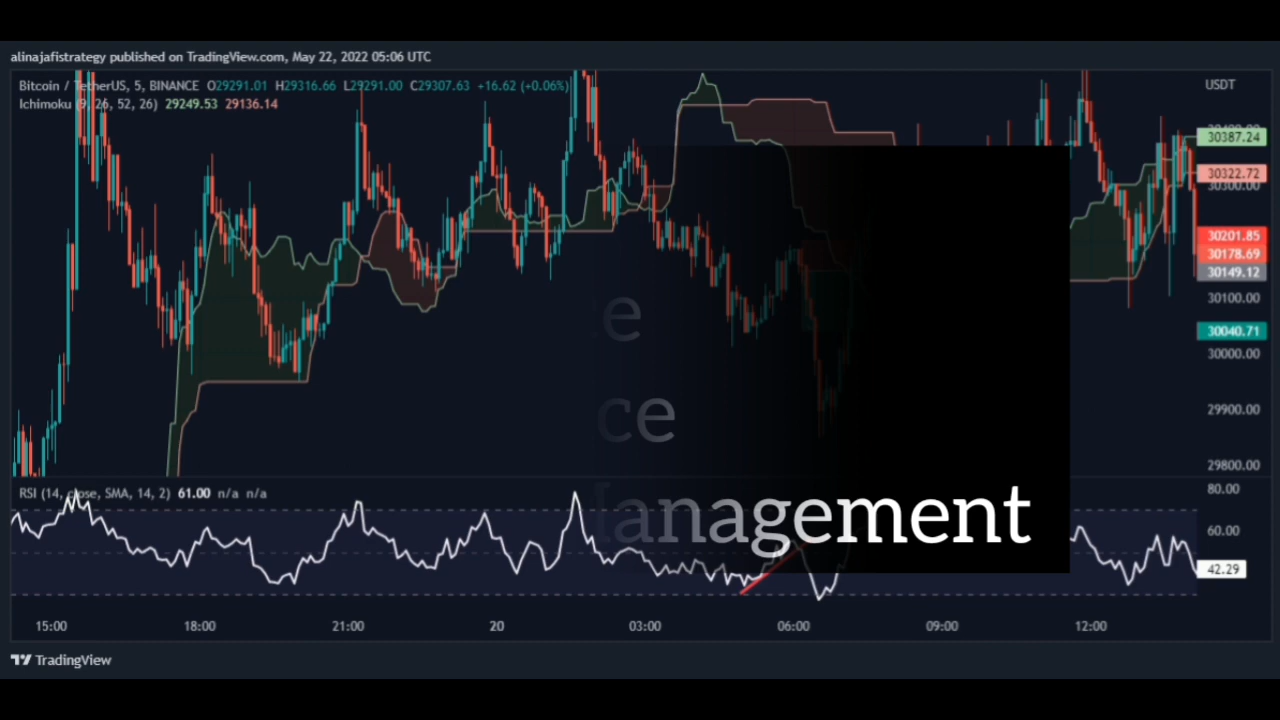 alinajafistrategy published on TradingView.com, May 22, 2022 05:06 UTC
Bitcoin / TetherUS, 5, BINANCE O29291.01 H29316.66 L29291.00 C29307.63 +16.62 (+0.06%)
USDT
Ichimoku (9, 26, 52, 26) 29249.53 29136.14
30387.24
30322.72
30300.00
30201.85
30178.69
30149.12
30100.00
30040.71
30000.00
29900.00
29800.00
Management
RSI (14, close, SMA, 14, 2) 61.00 n/a n/a
80.00
60.00
42.29
15:00 18:00 21:00 20 03:00 06:00 09:00 12:00
TradingView